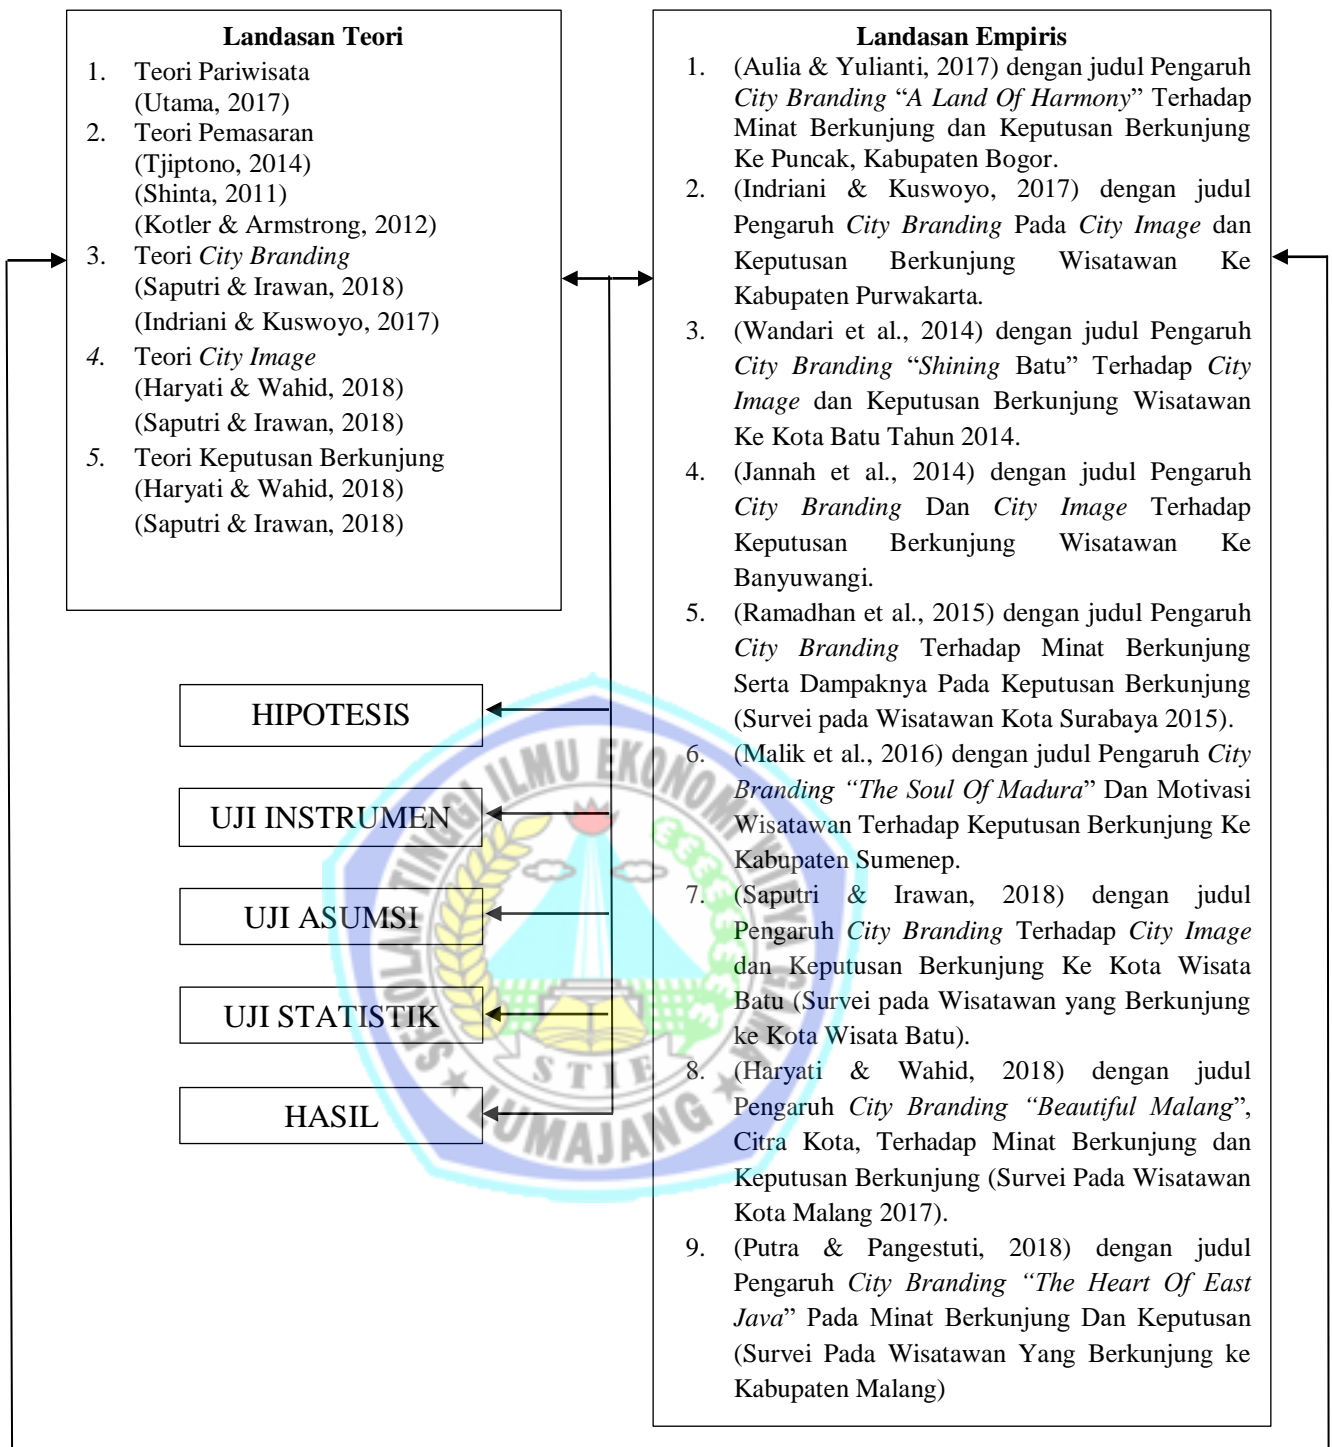 Landasan Teori
1. Teori Pariwisata
(Utama, 2017)
2. Teori Pemasaran
(Tjiptono, 2014)
(Shinta, 2011)
(Kotler & Armstrong, 2012)
3. Teori City Branding
(Saputri & Irawan, 2018)
(Indriani & Kuswoyo, 2017)
4. Teori City Image
(Haryati & Wahid, 2018)
(Saputri & Irawan, 2018)
5. Teori Keputusan Berkunjung
(Haryati & Wahid, 2018)
(Saputri & Irawan, 2018)
Landasan Empiris
1. (Aulia & Yulianti, 2017) dengan judul Pengaruh
City Branding “A Land Of Harmony” Terhadap
Minat Berkunjung dan Keputusan Berkunjung
Ke Puncak, Kabupaten Bogor.
2. (Indriani & Kuswoyo, 2017) dengan judul
Pengaruh City Branding Pada City Image dan
Keputusan Berkunjung Wisatawan Ke
Kabupaten Purwakarta.
3. (Wandari et al., 2014) dengan judul Pengaruh
City Branding “Shining Batu” Terhadap City
Image dan Keputusan Berkunjung Wisatawan
Ke Kota Batu Tahun 2014.
4. (Jannah et al., 2014) dengan judul Pengaruh
City Branding Dan City Image Terhadap
Keputusan Berkunjung Wisatawan Ke
Banyuwangi.
5. (Ramadhan et al., 2015) dengan judul Pengaruh
City Branding Terhadap Minat Berkunjung
Serta Dampaknya Pada Keputusan Berkunjung
(Survei pada Wisatawan Kota Surabaya 2015).
6. (Malik et al., 2016) dengan judul Pengaruh City
Branding “The Soul Of Madura” Dan Motivasi
Wisatawan Terhadap Keputusan Berkunjung Ke
Kabupaten Sumenep.
7. (Saputri & Irawan, 2018) dengan judul
Pengaruh City Branding Terhadap City Image
dan Keputusan Berkunjung Ke Kota Wisata
Batu (Survei pada Wisatawan yang Berkunjung
ke Kota Wisata Batu).
8. (Haryati & Wahid, 2018) dengan judul
Pengaruh City Branding “Beautiful Malang”,
Citra Kota, Terhadap Minat Berkunjung dan
Keputusan Berkunjung (Survei Pada Wisatawan
Kota Malang 2017).
9. (Putra & Pangestuti, 2018) dengan judul
Pengaruh City Branding “The Heart Of East
Java” Pada Minat Berkunjung Dan Keputusan
(Survei Pada Wisatawan Yang Berkunjung ke
Kabupaten Malang)
HIPOTESIS
UJI INSTRUMEN
UJI ASUMSI
UJI STATISTIK
HASIL
SEKOLAH TINGGI ILMU EKONOMI WIDYA GAMA
STIE
LUMAJANG